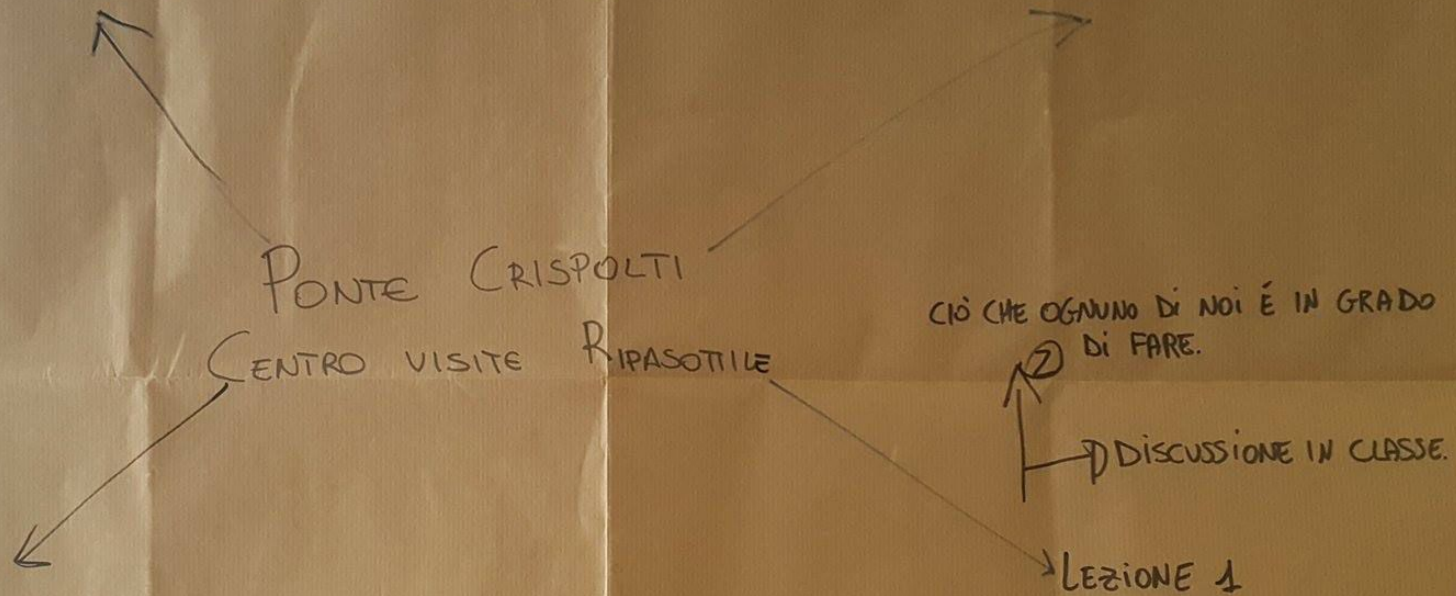 PONTE CRISPOLTI
CENTRO VISITE RIPASOTTILE
CIÒ CHE OGNUNO Di NOI É IN GRADO
2 Di FARE.
DISCUSSIONE IN CLASSE.
LEZIONE 1